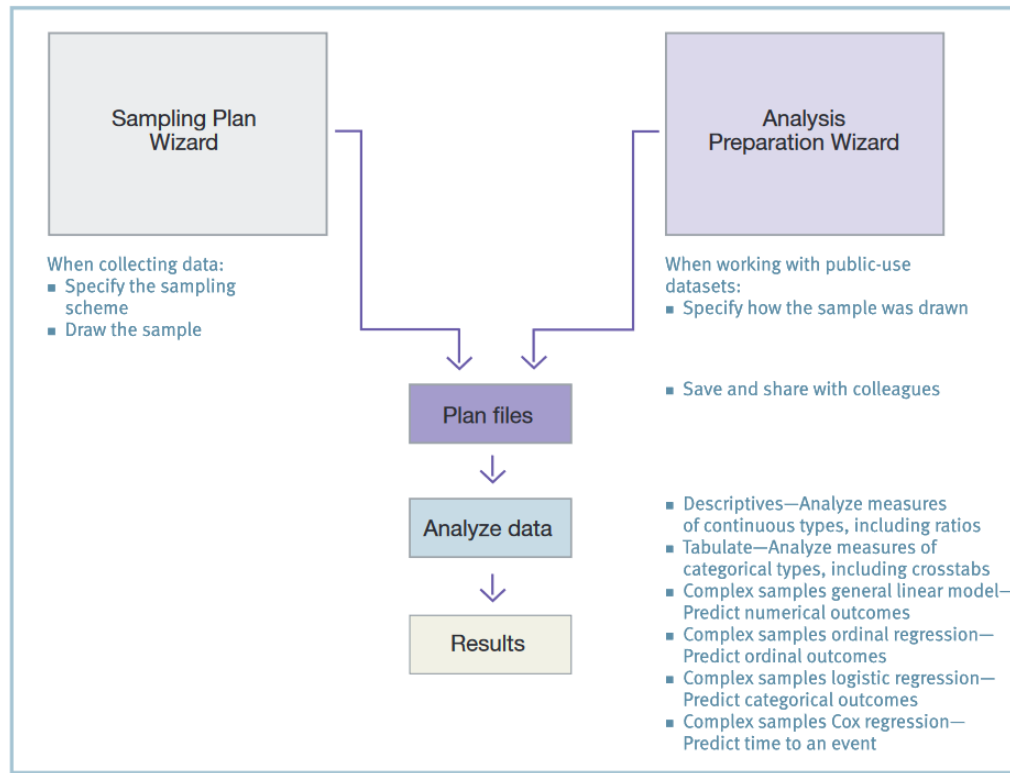 Sampling Plan
Wizard
Analysis
Preparation Wizard
When collecting data:
▪ Specify the sampling
scheme
▪ Draw the sample
When working with public-use
datasets:
▪ Specify how the sample was drawn
▪ Save and share with colleagues
Plan files
Analyze data
Results
▪ Descriptives—Analyze measures
of continuous types, including ratios
▪ Tabulate—Analyze measures of
categorical types, including crosstabs
▪ Complex samples general linear model—
Predict numerical outcomes
▪ Complex samples ordinal regression—
Predict ordinal outcomes
▪ Complex samples logistic regression—
Predict categorical outcomes
▪ Complex samples Cox regression—
Predict time to an event